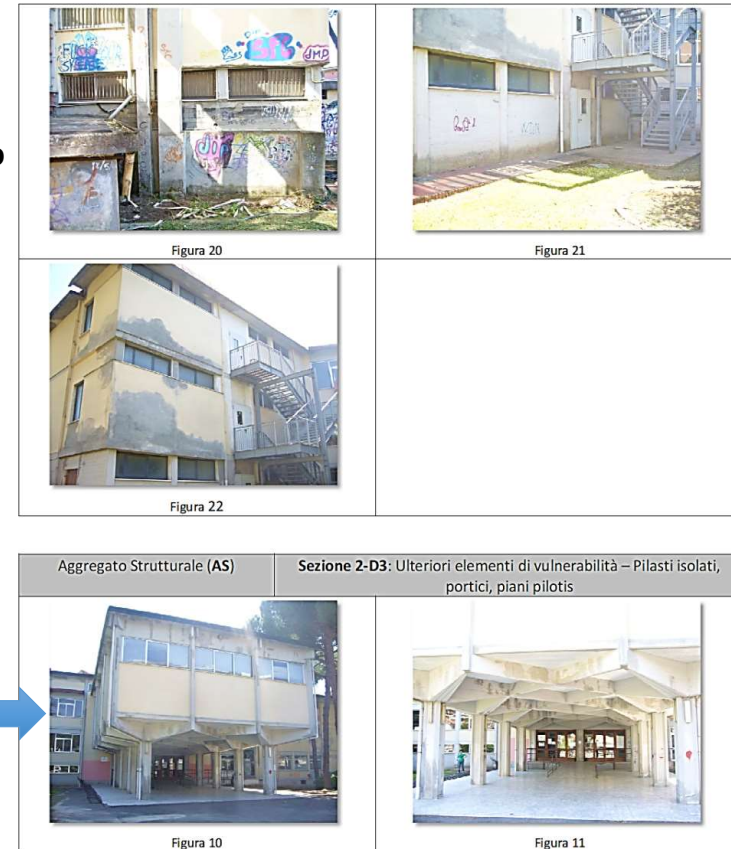 Figura 20
Figura 21
Figura 22
Aggregato Strutturale (AS)
Sezione 2-D3: Ulteriori elementi di vulnerabilità – Pilasti isolati,
portici, piani pilotis
Figura 10
Figura 11